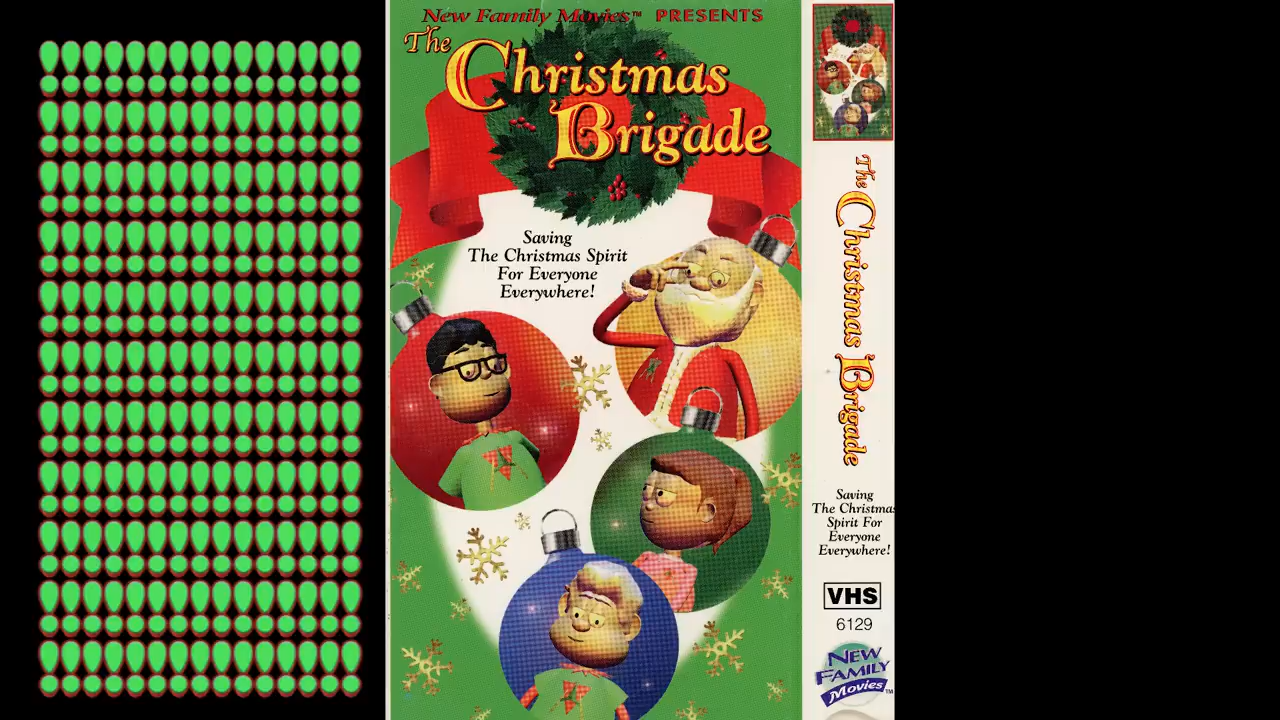 !!!!!!!!!!!!!!!
!!!!!!!!!!!!!!!
!!!!!!!!!!!!!!!
!!!!!!!!!!!!!!!
!!!!!!!!!!!!!!!
!!!!!!!!!!!!!!!
!!!!!!!!!!!!!!!
!!!!!!!!!!!!!!!
!!!!!!!!!!!!!!!
!!!!!!!!!!!!!!!
!!!!!!!!!!!!!!!
New Family Movies™ PRESENTS
The
Christmas
Brigade
Saving
The Christmas Spirit
For Everyone
Everywhere!
The Christmas Brigade
Saving
The Christmas
Spirit For
Everyone
Everywhere!
VHS
6129
NEW
FAMILY
Movies™